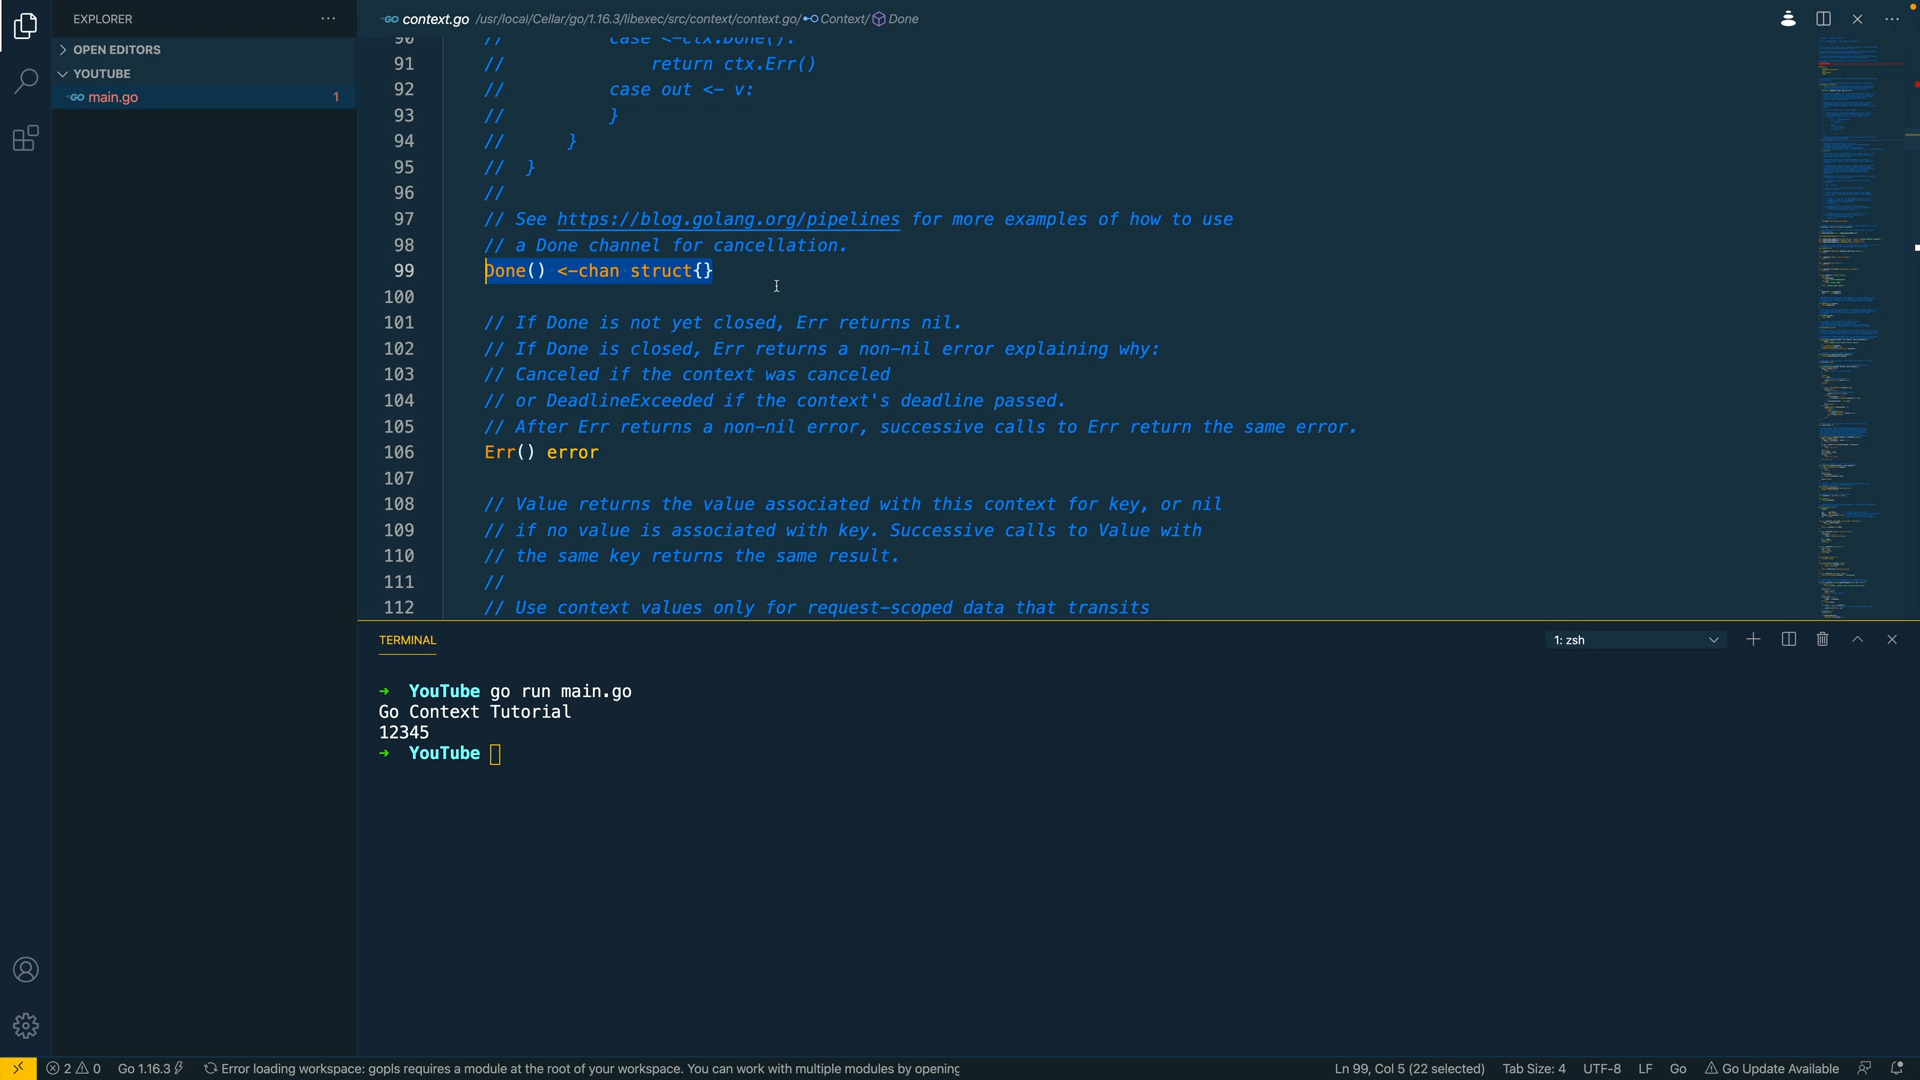 EXPLORER
OPEN EDITORS
YOUTUBE
main.go 1
context.go /usr/local/Cellar/go/1.16.3/libexec/src/context/context.go/ Context/ Done
90 // case <-ctx.Done():
91 // return ctx.Err()
92 // case out <- v:
93 // }
94 // }
95 // }
96 //
97 // See https://blog.golang.org/pipelines for more examples of how to use
98 // a Done channel for cancellation.
99 Done() <-chan struct{}
100
101 // If Done is not yet closed, Err returns nil.
102 // If Done is closed, Err returns a non-nil error explaining why:
103 // Canceled if the context was canceled
104 // or DeadlineExceeded if the context's deadline passed.
105 // After Err returns a non-nil error, successive calls to Err return the same error.
106 Err() error
107
108 // Value returns the value associated with this context for key, or nil
109 // if no value is associated with key. Successive calls to Value with
110 // the same key returns the same result.
111 //
112 // Use context values only for request-scoped data that transits
TERMINAL
1: zsh
→ YouTube go run main.go
Go Context Tutorial
12345
→ YouTube
2 0 Go 1.16.3 Error loading workspace: gopls requires a module at the root of your workspace. You can work with multiple modules by opening
Ln 99, Col 5 (22 selected) Tab Size: 4 UTF-8 LF Go Go Update Available